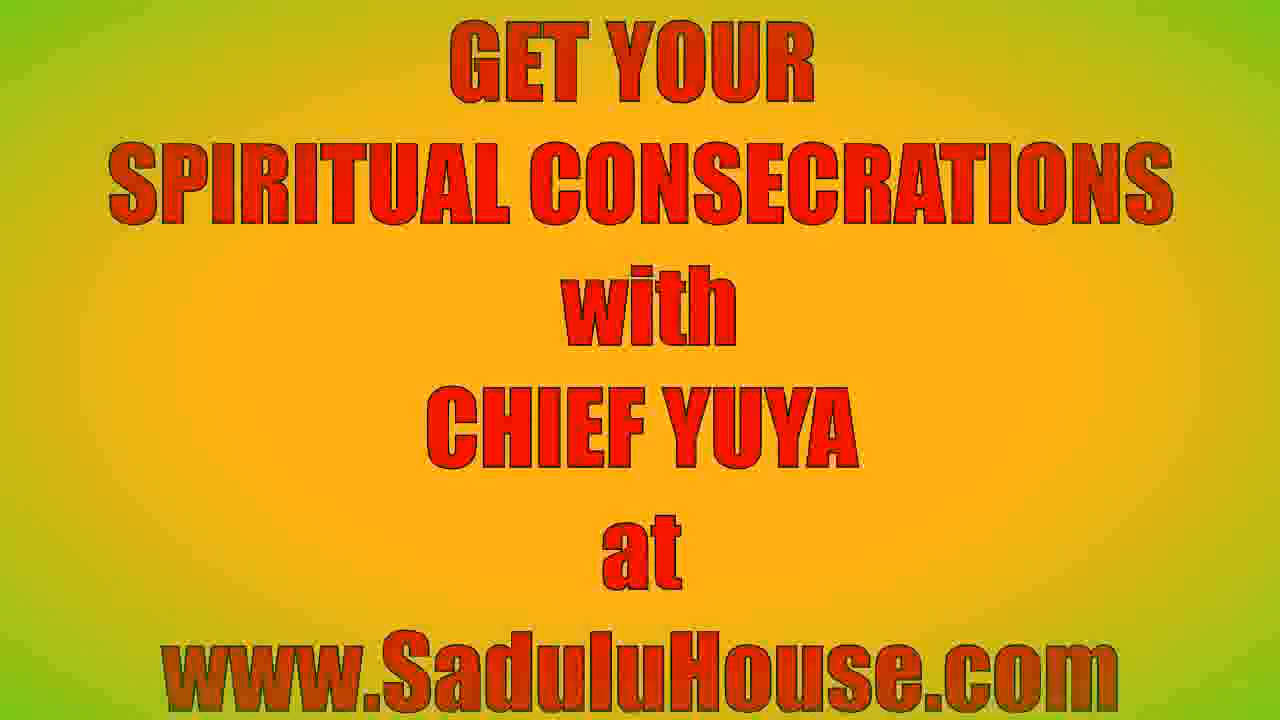 GET YOUR
SPIRITUAL CONSECRATIONS
with
CHIEF YUYA
at
www.SaduluHouse.com